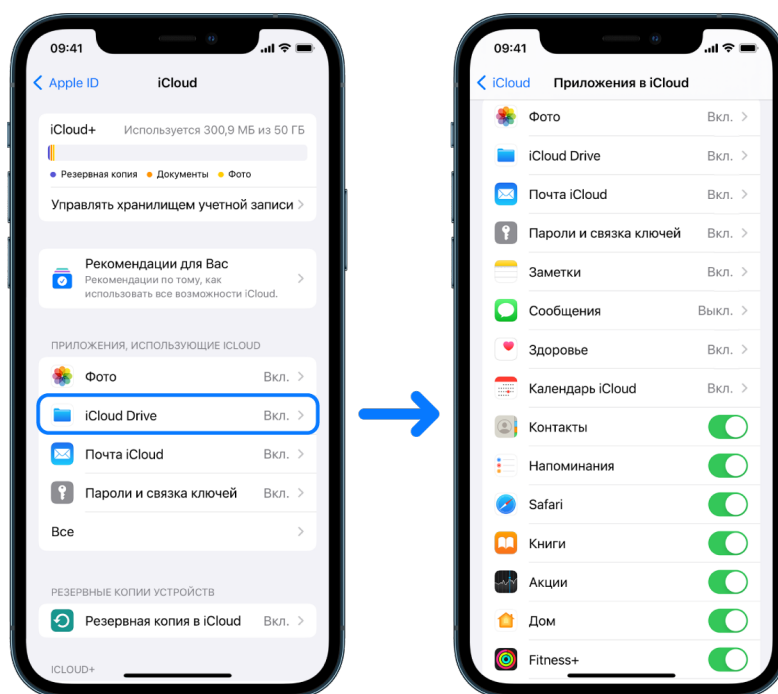 09:41
Apple ID
iCloud
iCloud+ Используется 300,9 МБ из 50 ГБ
Резервная копия Документы Фото
Управлять хранилищем учетной записи
Рекомендации для Вас
Рекомендации по тому, как
использовать все возможности iCloud.
ПРИЛОЖЕНИЯ, ИСПОЛЬЗУЮЩИЕ ICLOUD
Фото Вкл.
iCloud Drive Вкл.
Почта iCloud Вкл.
Пароли и связка ключей Вкл.
Все
РЕЗЕРВНЫЕ КОПИИ УСТРОЙСТВ
Резервная копия в iCloud Вкл.
ICLOUD+
09:41
iCloud
Приложения в iCloud
Фото Вкл.
iCloud Drive Вкл.
Почта iCloud Вкл.
Пароли и связка ключей Вкл.
Заметки Вкл.
Сообщения Выкл.
Здоровье Вкл.
Календарь iCloud Вкл.
Контакты
Напоминания
Safari
Книги
Акции
Дом
Fitness+